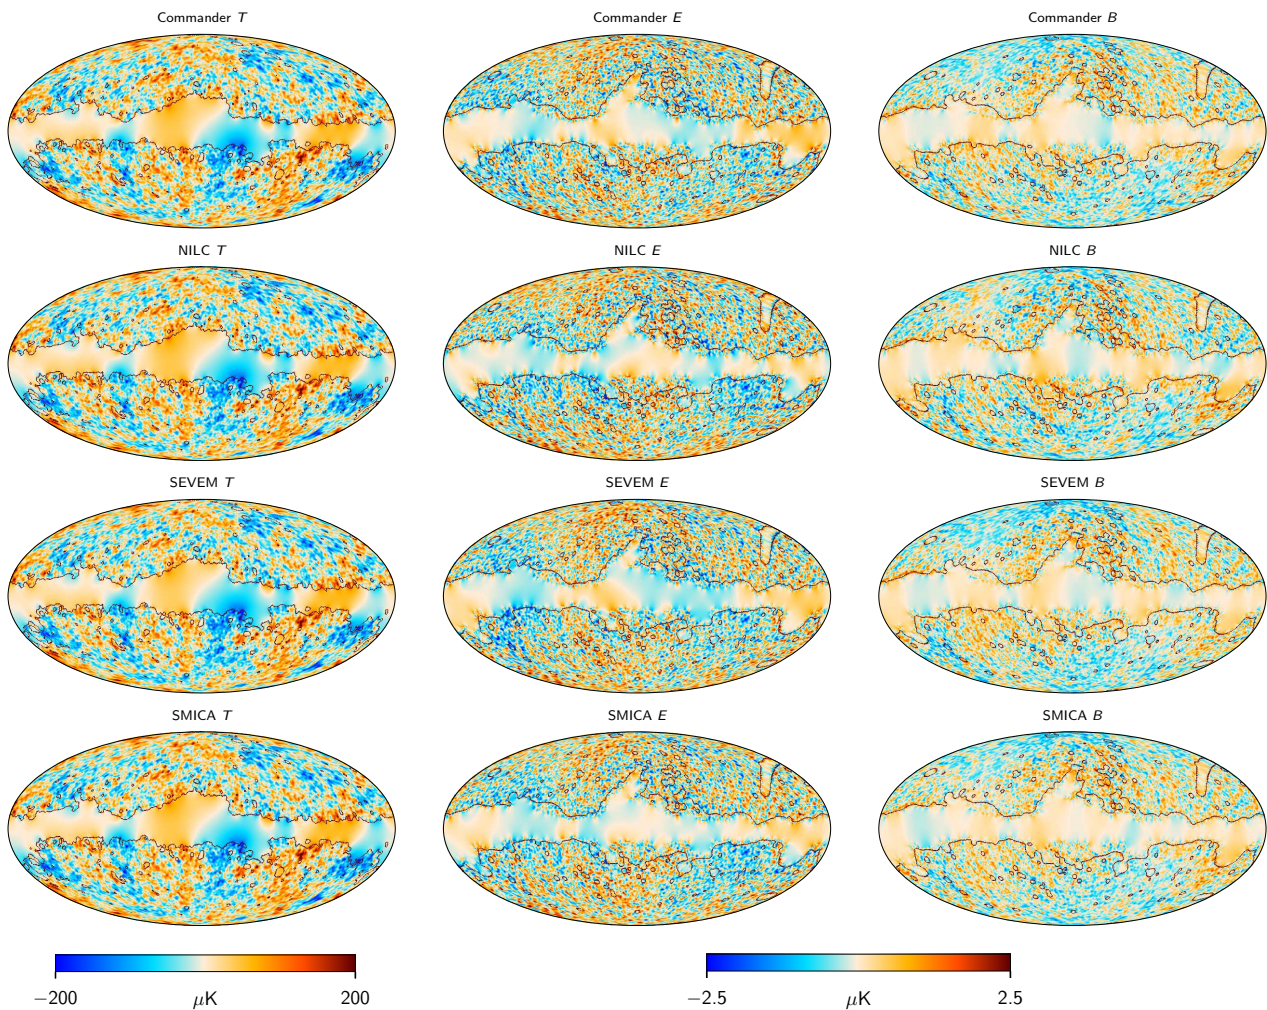 Commander T Commander E Commander B
NILC T NILC E NILC B
SEVEM T SEVEM E SEVEM B
SMICA T SMICA E SMICA B
−200 μK 200 −2.5 μK 2.5